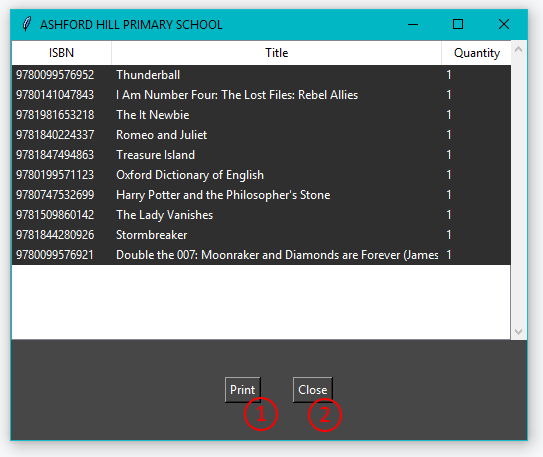 ASHFORD HILL PRIMARY SCHOOL
ISBN Title Quantity
9780099576952 Thunderball 1
9780141047843 I Am Number Four: The Lost Files: Rebel Allies 1
9781981653218 The It Newbie 1
9781840224337 Romeo and Juliet 1
9781847494863 Treasure Island 1
9780199571123 Oxford Dictionary of English 1
9780747532699 Harry Potter and the Philosopher's Stone 1
9781509860142 The Lady Vanishes 1
9781844280926 Stormbreaker 1
9780099576921 Double the 007: Moonraker and Diamonds are Forever (James 1
Print Close
1 2